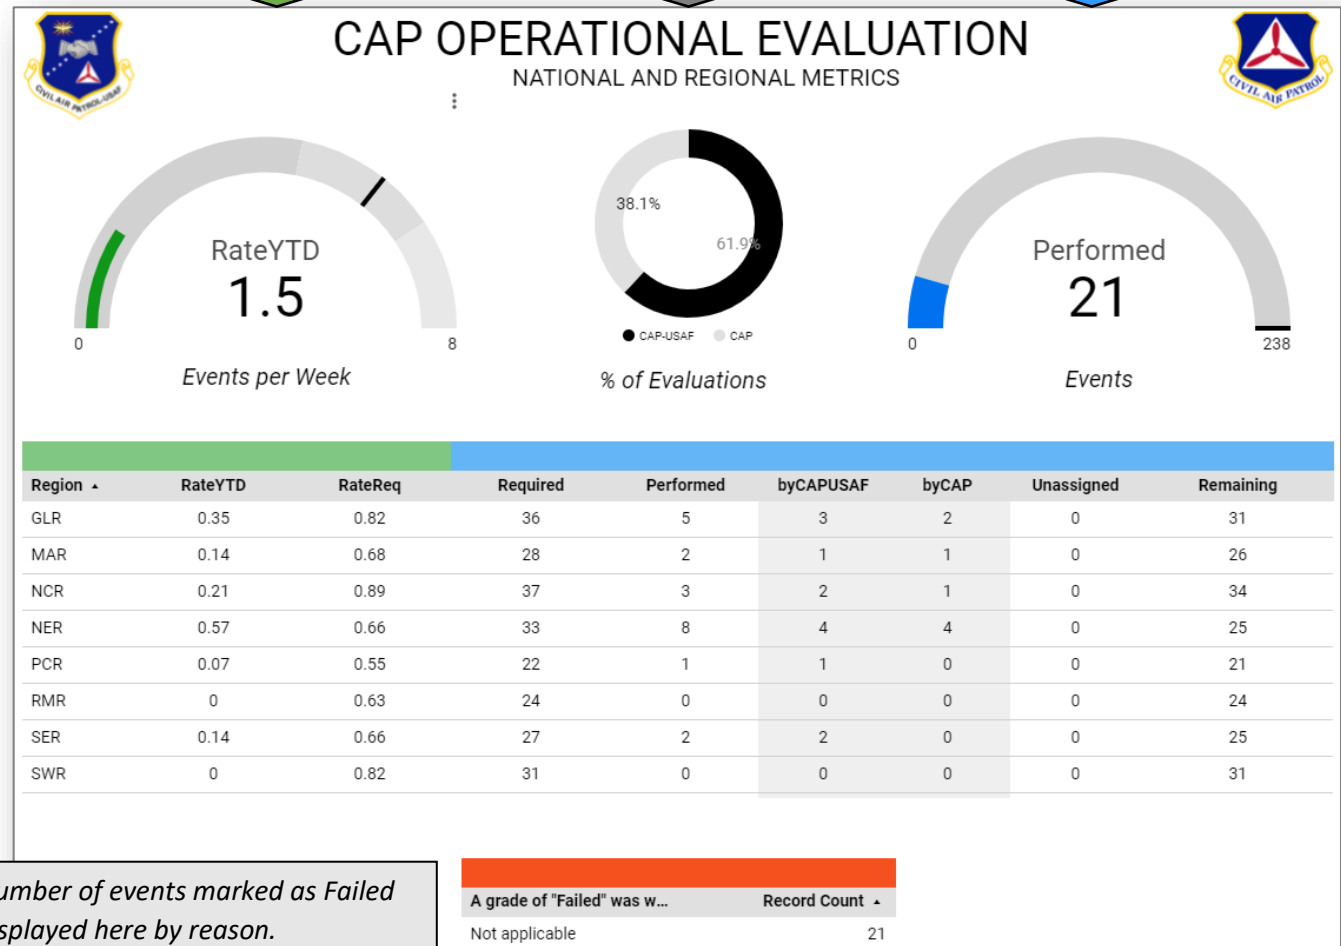 CAP OPERATIONAL EVALUATION
NATIONAL AND REGIONAL METRICS
CIVIL AIR PATROL-USAF
CIVIL AIR PATROL
RateYTD
1.5
0
8
Events per Week
38.1%
61.9%
CAP-USAF CAP
% of Evaluations
Performed
21
0
238
Events
Region RateYTD RateReq Required Performed byCAPUSAF byCAP Unassigned Remaining
GLR 0.35 0.82 36 5 3 2 0 31
MAR 0.14 0.68 28 2 1 1 0 26
NCR 0.21 0.89 37 3 2 1 0 34
NER 0.57 0.66 33 8 4 4 0 25
PCR 0.07 0.55 22 1 1 0 0 21
RMR 0 0.63 24 0 0 0 0 24
SER 0.14 0.66 27 2 2 0 0 25
SWR 0 0.82 31 0 0 0 0 31
umber of events marked as Failed
splayed here by reason.
A grade of "Failed" was w... Record Count
Not applicable 21